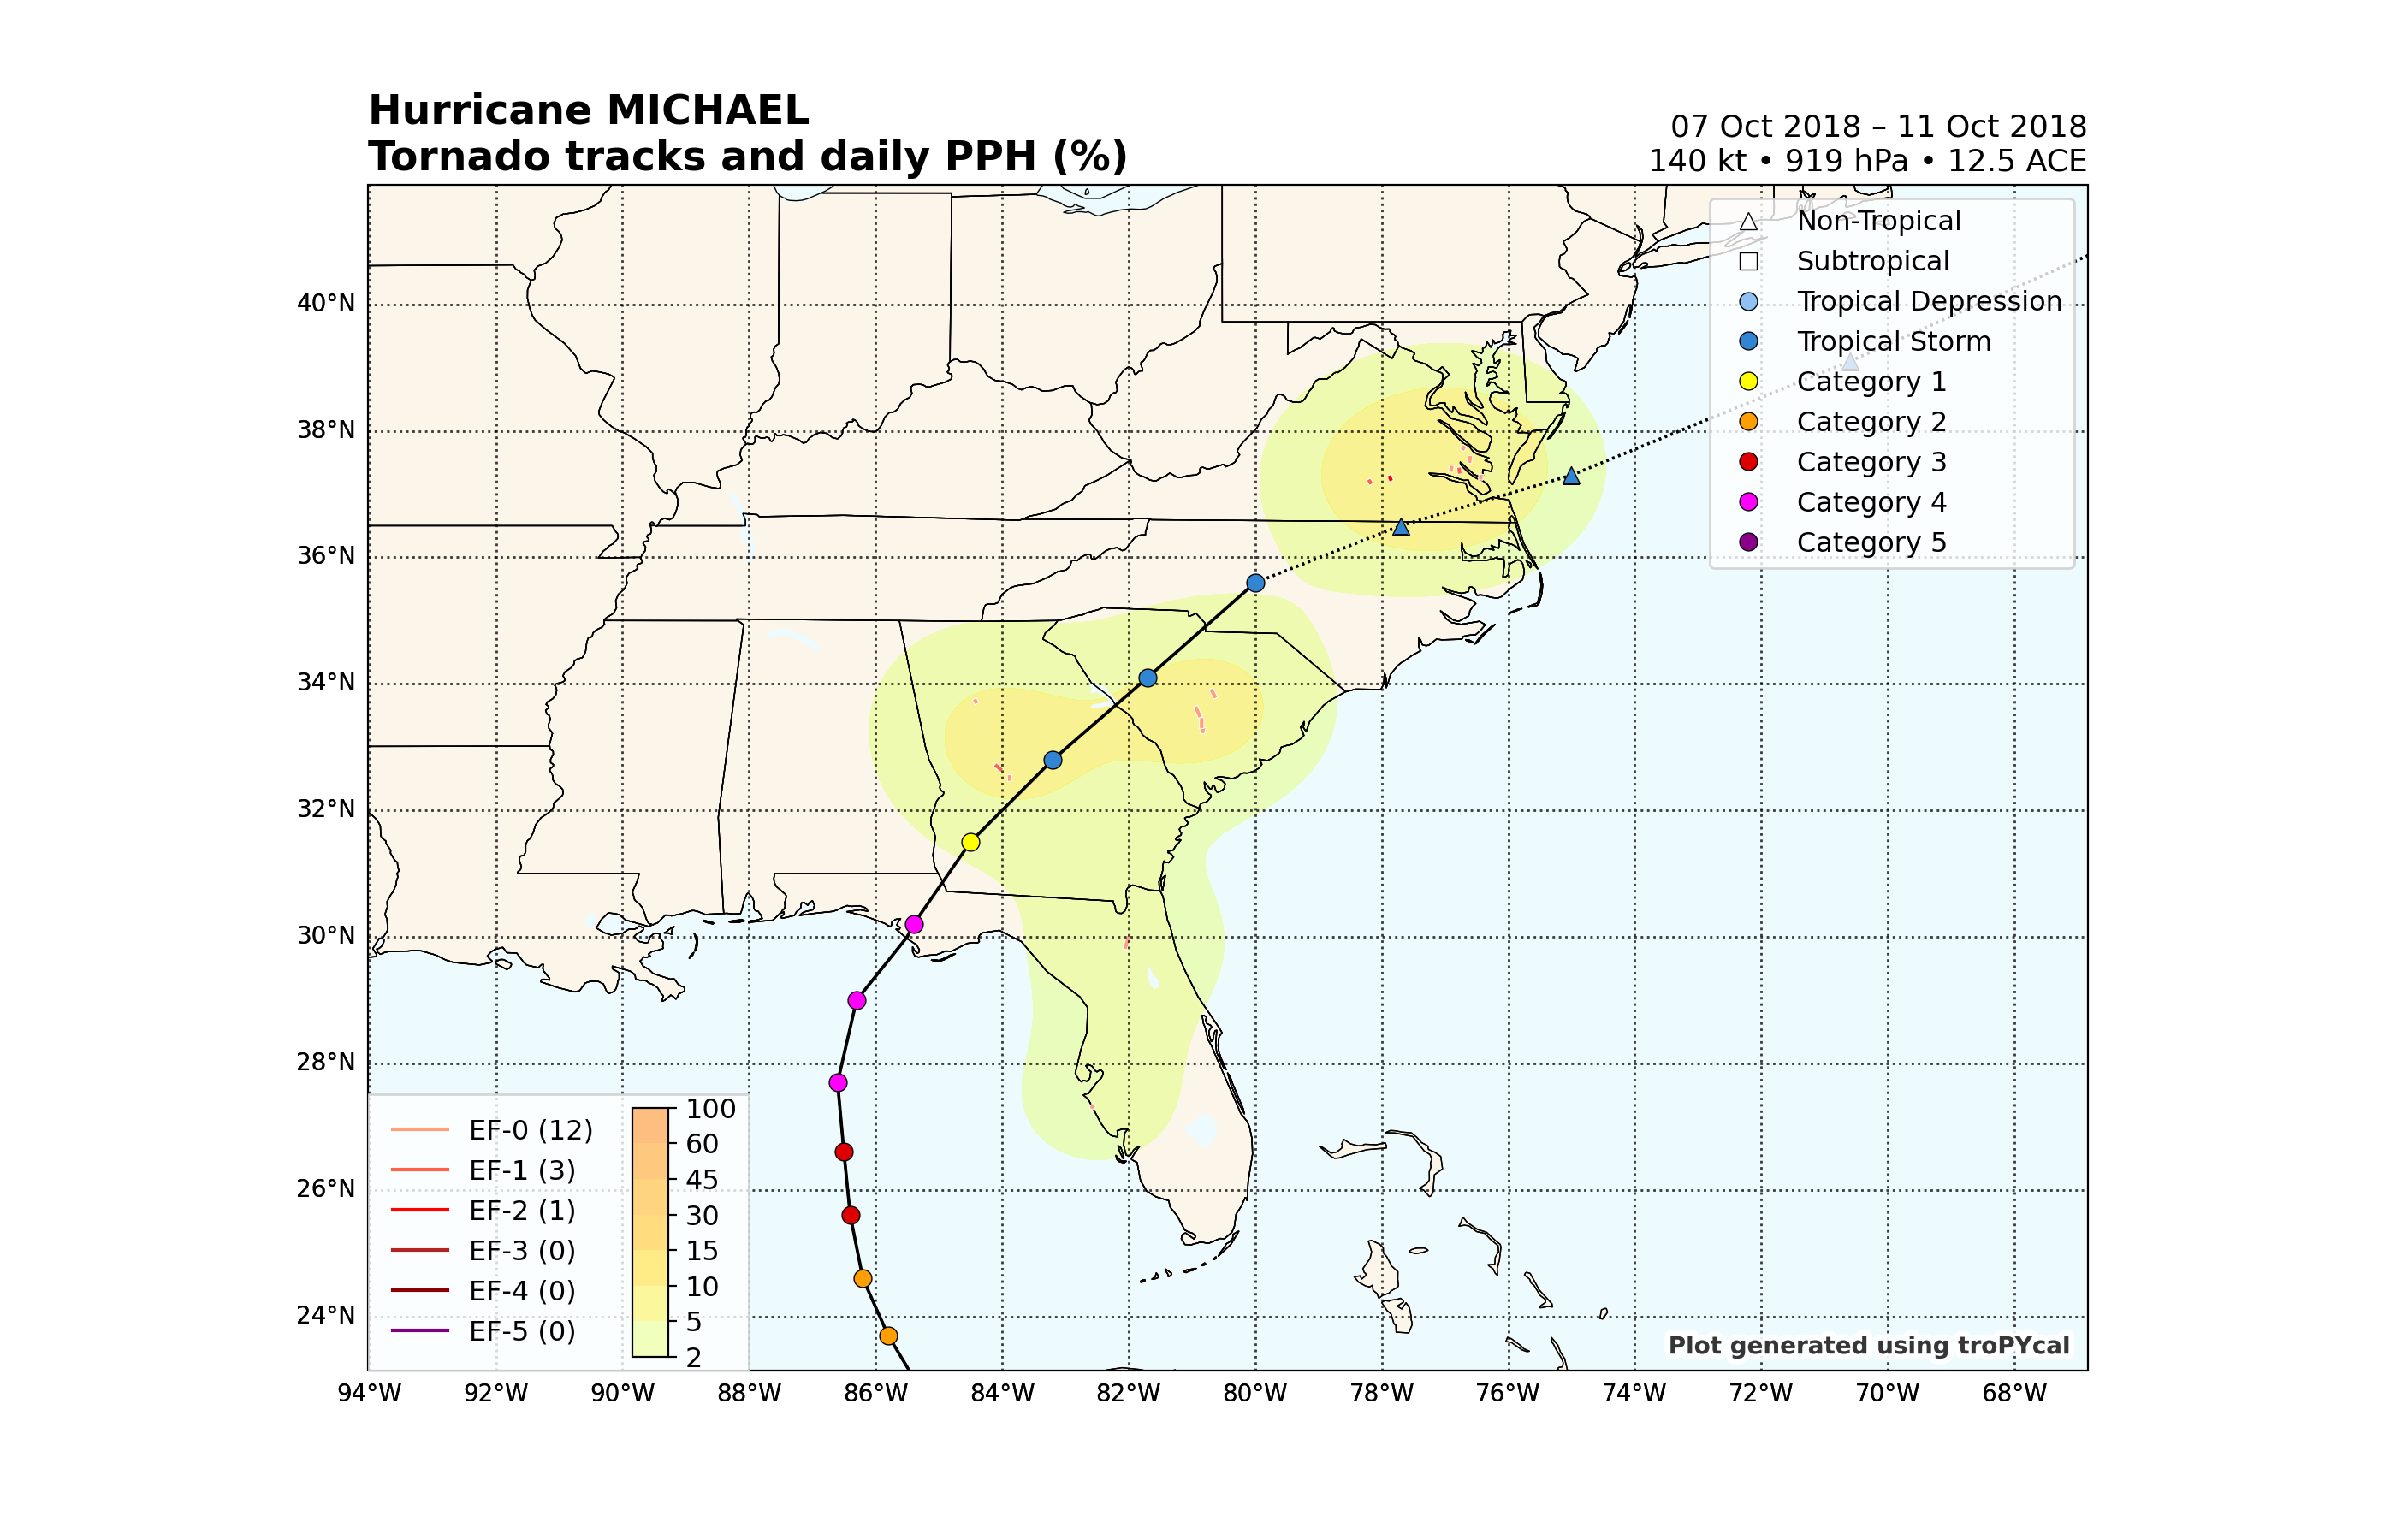 Hurricane MICHAEL
Tornado tracks and daily PPH (%)
07 Oct 2018 – 11 Oct 2018
140 kt • 919 hPa • 12.5 ACE
Non-Tropical
Subtropical
Tropical Depression
Tropical Storm
Category 1
Category 2
Category 3
Category 4
Category 5
40°N
38°N
36°N
34°N
32°N
30°N
28°N
26°N
24°N
EF-0 (12)
EF-1 (3)
EF-2 (1)
EF-3 (0)
EF-4 (0)
EF-5 (0)
100
60
45
30
15
10
5
2
Plot generated using troPYcal
94°W 92°W 90°W 88°W 86°W 84°W 82°W 80°W 78°W 76°W 74°W 72°W 70°W 68°W